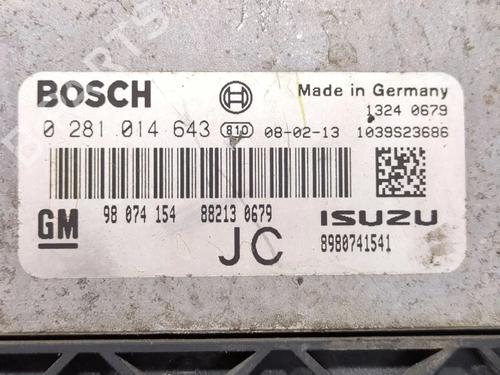 BOSCH
Made in Germany
1324 0679
0 281 014 643 810 08-02-13 1039S23686
GM
98 074 154 88213 0679
ISUZU
JC
8980741541